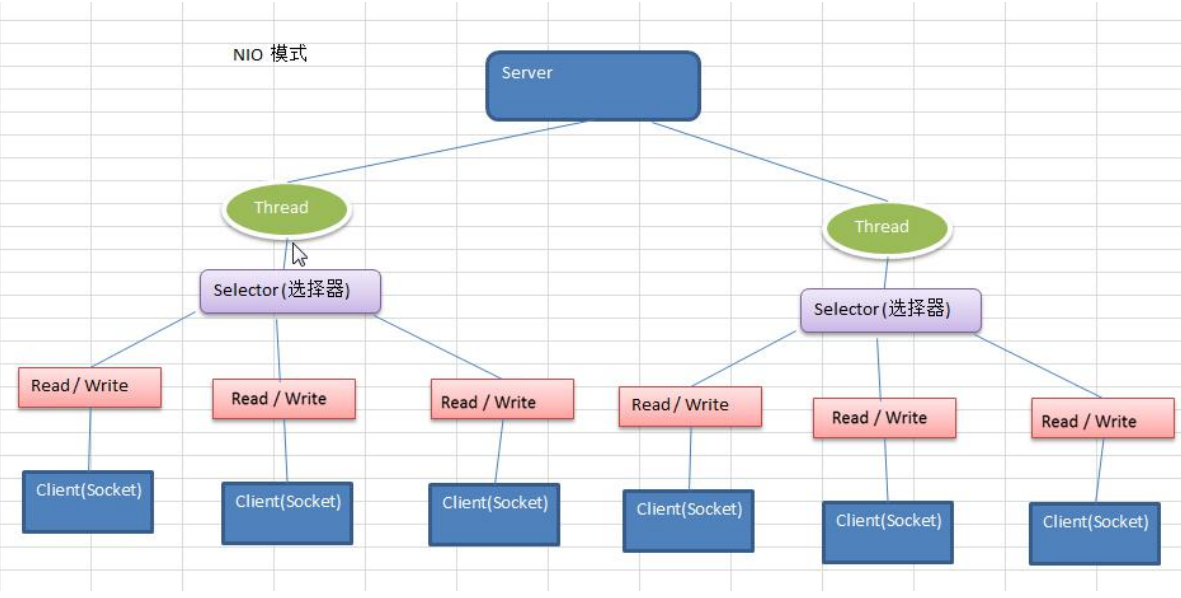 NIO 模式
Server
Thread
Thread
Selector(选择器)
Selector(选择器)
Read / Write
Read / Write
Read / Write
Read / Write
Read / Write
Read / Write
Client(Socket)
Client(Socket)
Client(Socket)
Client(Socket)
Client(Socket)
Client(Socket)